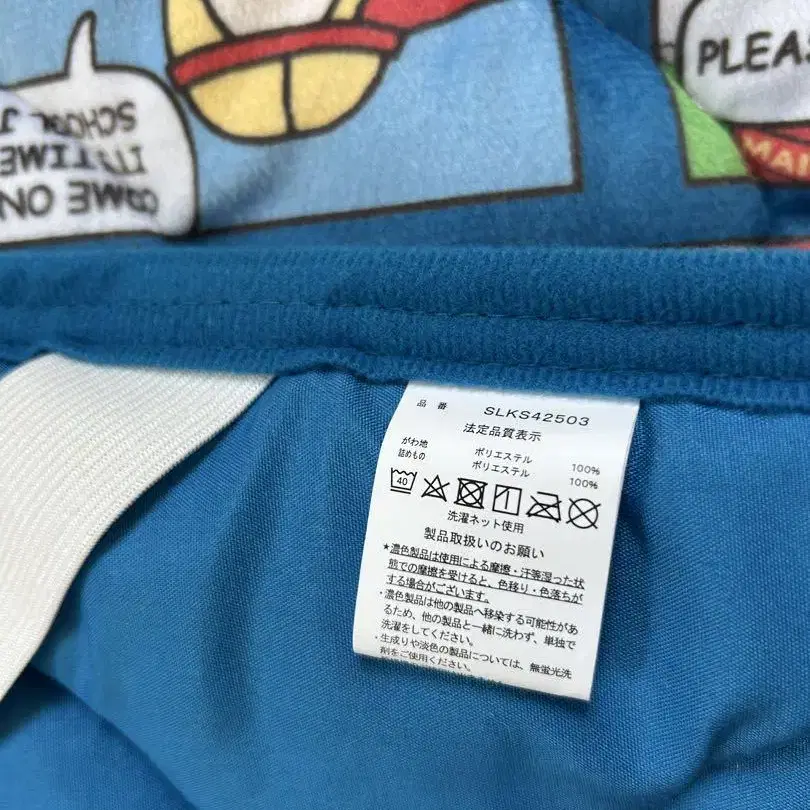 PLEAS
MAI
COME ON
IT'S TIME
SCHOOL J
品番 SLKS42503
法定品質表示
がわ地 ポリエステル 100%
詰めもの ポリエステル 100%
40
洗濯ネット使用
製品取扱いのお願い
★濃色製品は使用による摩擦・汗等湿った状
態での摩擦を受けると、色移り・色落ちが
する場合がございます。
・濃色製品は他の製品へ移染する可能性があ
るため、他の製品と一緒に洗わず、単独で
洗濯をしてください。
・生成りや淡色の製品については、無蛍光洗
剤をご使用ください。